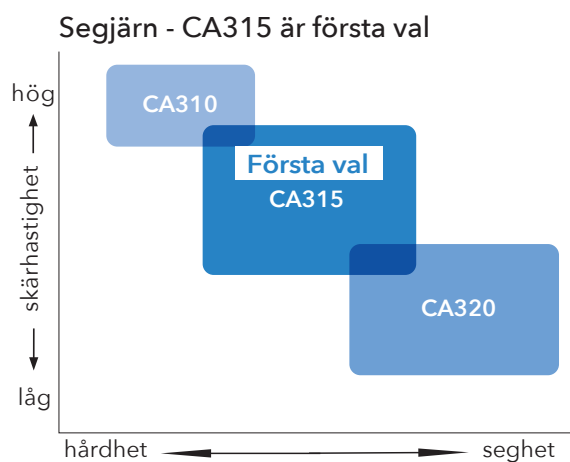 Segjärn - CA315 är första val
hög
CA310
Första val
CA315
skärhastighet
CA320
låg
hårdhet
seghet